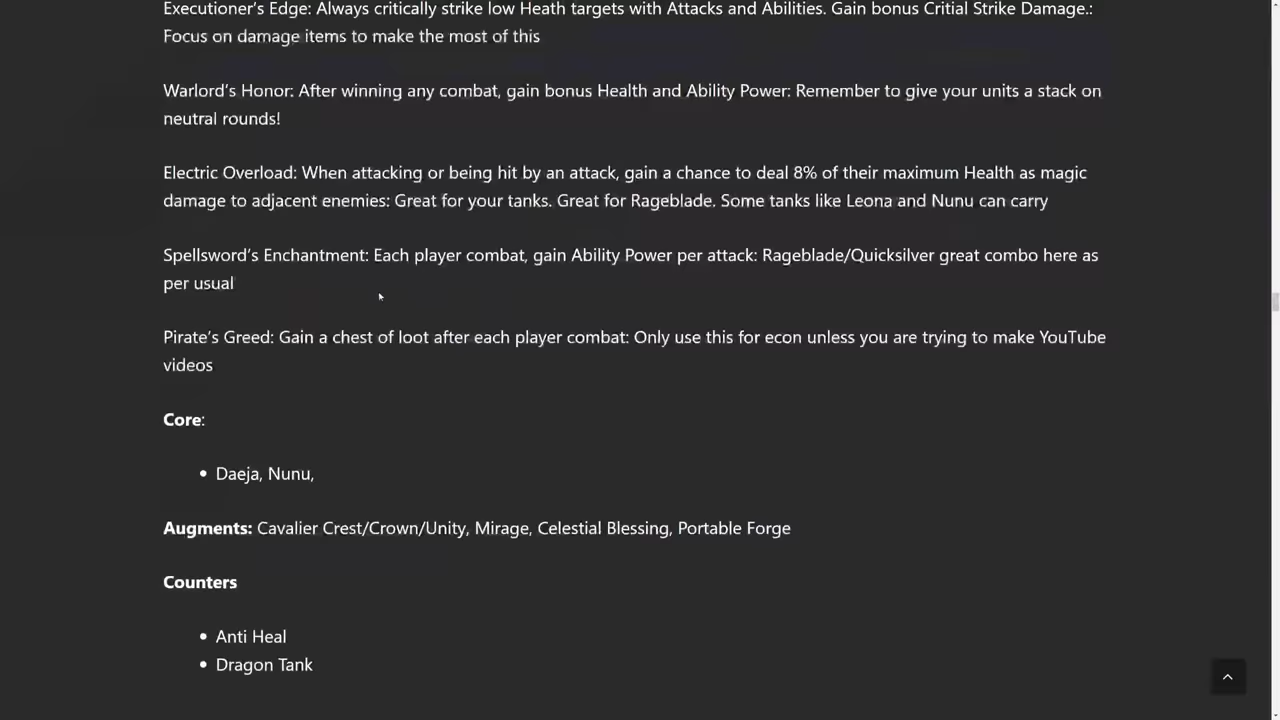 Executioner's Edge: Always critically strike low Heath targets with Attacks and Abilities. Gain bonus Critial Strike Damage.:
Focus on damage items to make the most of this
Warlord's Honor: After winning any combat, gain bonus Health and Ability Power: Remember to give your units a stack on
neutral rounds!
Electric Overload: When attacking or being hit by an attack, gain a chance to deal 8% of their maximum Health as magic
damage to adjacent enemies: Great for your tanks. Great for Rageblade. Some tanks like Leona and Nunu can carry
Spellsword's Enchantment: Each player combat, gain Ability Power per attack: Rageblade/Quicksilver great combo here as
per usual
Pirate's Greed: Gain a chest of loot after each player combat: Only use this for econ unless you are trying to make YouTube
videos
Core:
• Daeja, Nunu,
Augments: Cavalier Crest/Crown/Unity, Mirage, Celestial Blessing, Portable Forge
Counters
• Anti Heal
• Dragon Tank